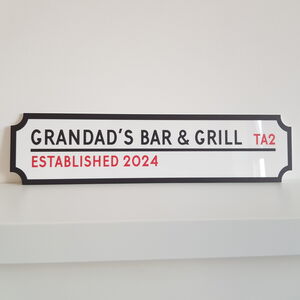 GRANDAD'S BAR & GRILL TA2
ESTABLISHED 2024